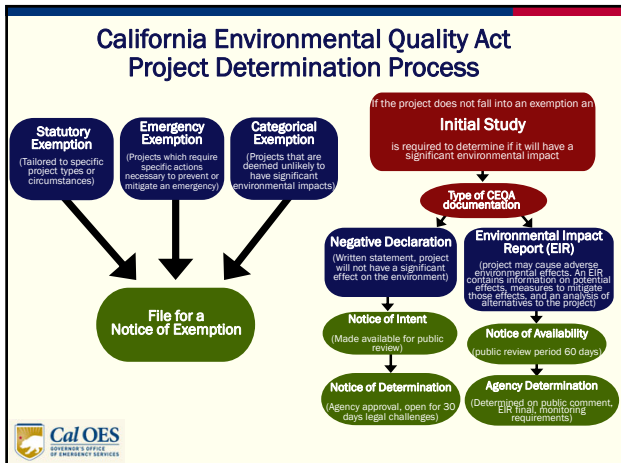 California Environmental Quality Act
Project Determination Process
Statutory
Exemption
(Tailored to specific
project types or
circumstances)
Emergency
Exemption
(Projects which require
specific actions
necessary to prevent or
mitigate an emergency)
Categorical
Exemption
(Projects that are
deemed unlikely to
have significant
environmental impacts)
File for a
Notice of Exemption
If the project does not fall into an exemption an
Initial Study
is required to determine if it will have a
significant environmental impact
Type of CEQA
documentation
Negative Declaration
(Written statement, project
will not have a significant
effect on the environment)
Notice of Intent
(Made available for public
review)
Notice of Determination
(Agency approval, open for 30
days legal challenges)
Environmental Impact
Report (EIR)
(project may cause adverse
environmental effects. An EIR
contains information on potential
effects, measures to mitigate
those effects, and an analysis of
alternatives to the project)
Notice of Availability
(public review period 60 days)
Agency Determination
(Determined on public comment,
EIR final, monitoring
requirements)
Cal OES
GOVERNOR'S OFFICE
OF EMERGENCY SERVICES